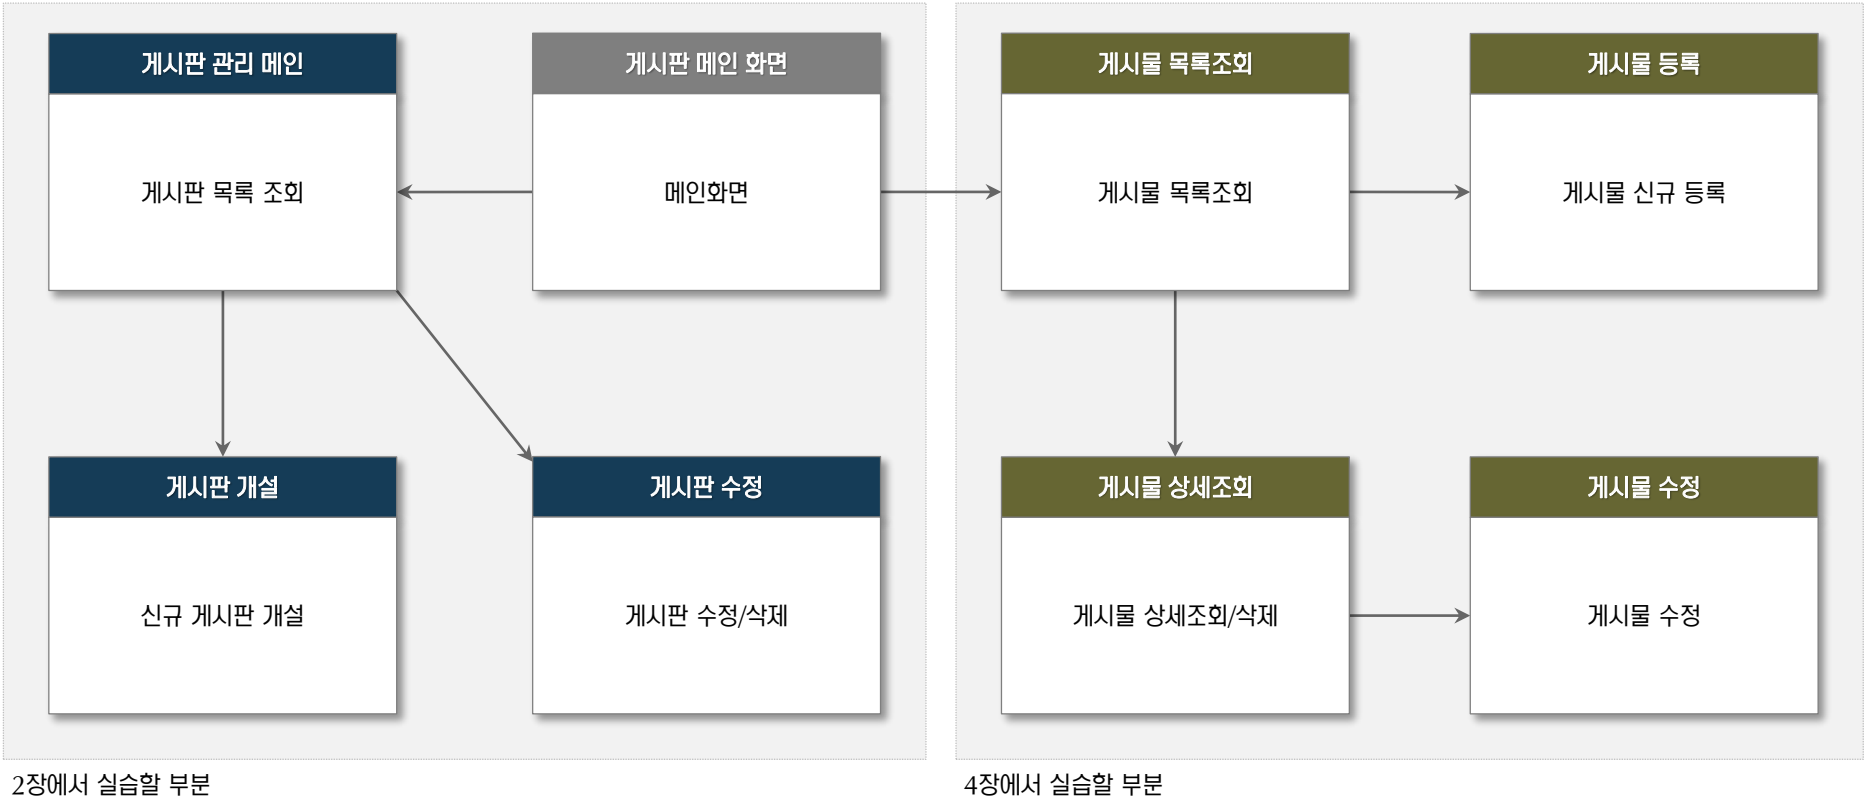 게시판 관리 메인
게시판 목록 조회
게시판 메인 화면
메인화면
게시판 개설
신규 게시판 개설
게시판 수정
게시판 수정/삭제
2장에서 실습할 부분
게시물 목록조회
게시물 목록조회
게시물 등록
게시물 신규 등록
게시물 상세조회
게시물 상세조회/삭제
게시물 수정
게시물 수정
4장에서 실습할 부분